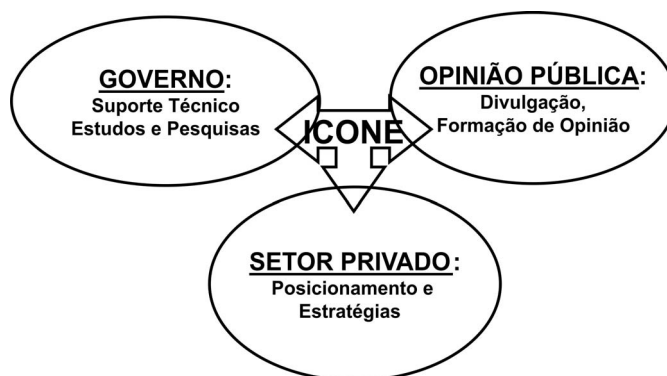 GOVERNO:
Suporte Técnico
Estudos e Pesquisas
OPINIÃO PÚBLICA:
Divulgação,
Formação de Opinião
ICONE
SETOR PRIVADO:
Posicionamento e
Estratégias